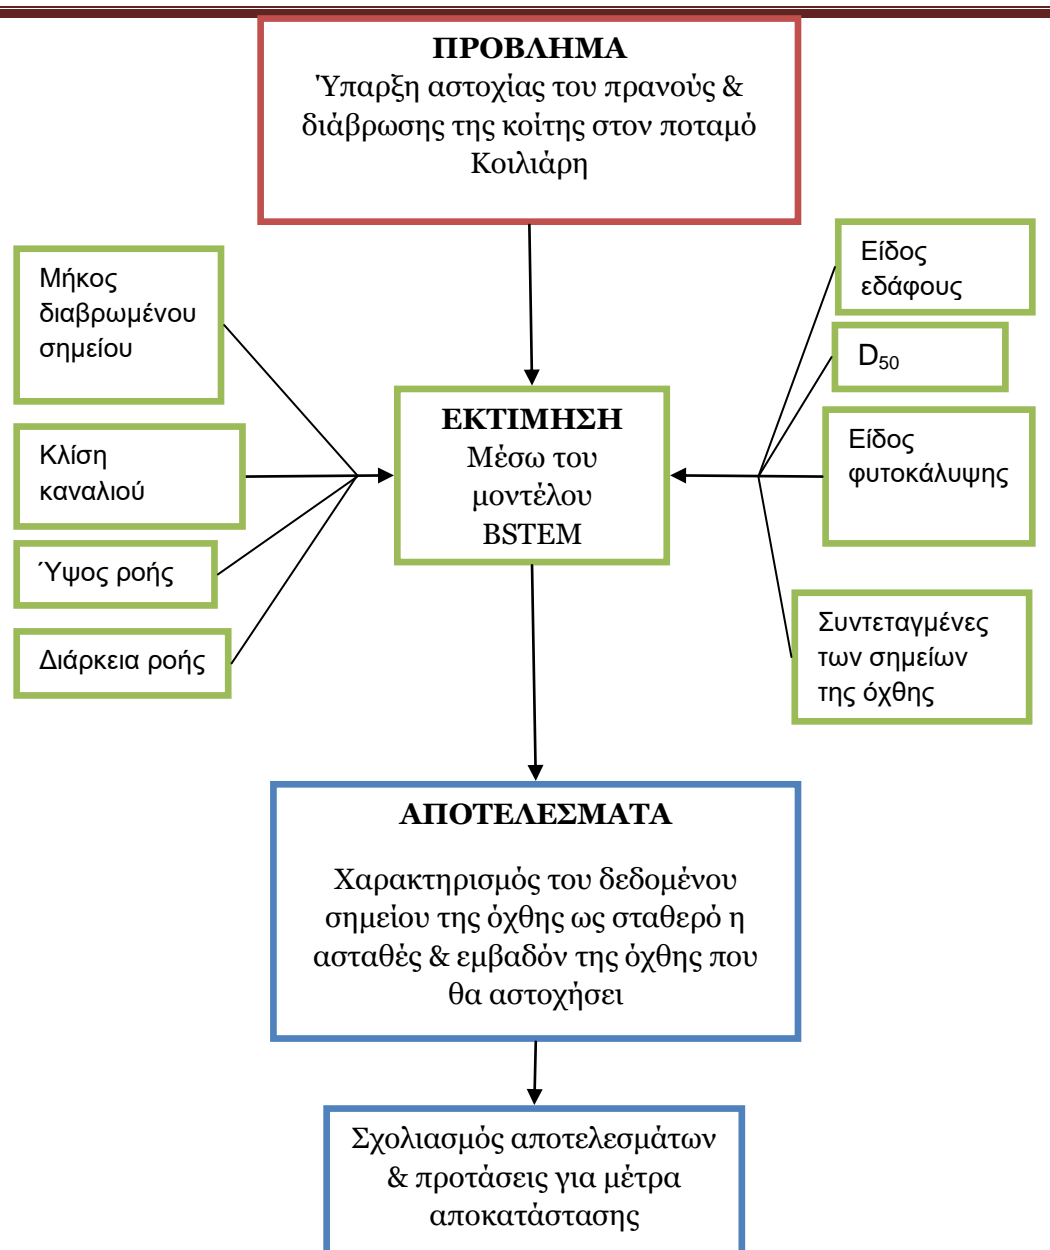 ΠΡΟΒΛΗΜΑ
Ύπαρξη αστοχίας του πρανούς &
διάβρωσης της κοίτης στον ποταμό
Κοιλιάρη
Μήκος
διαβρωμένου
σημείου
Κλίση
καναλιού
Ύψος ροής
Διάρκεια ροής
ΕΚΤΙΜΗΣΗ
Μέσω του
μοντέλου
BSTEM
Είδος
εδάφους
D₅₀
Είδος
φυτοκάλυψης
Συντεταγμένες
των σημείων
της όχθης
ΑΠΟΤΕΛΕΣΜΑΤΑ
Χαρακτηρισμός του δεδομένου
σημείου της όχθης ως σταθερό η
ασταθές & εμβαδόν της όχθης που
θα αστοχήσει
Σχολιασμός αποτελεσμάτων
& προτάσεις για μέτρα
αποκατάστασης